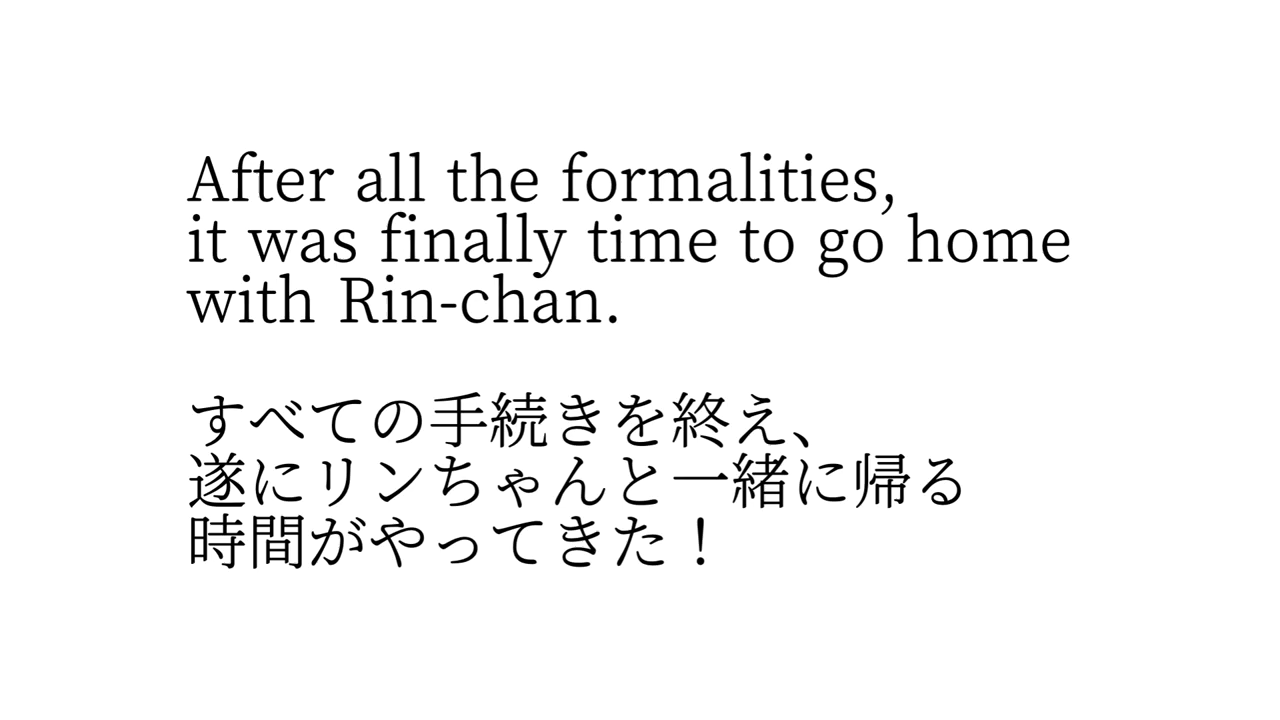 After all the formalities,
it was finally time to go home
with Rin-chan.
すべての手続きを終え、
遂にリンちゃんと一緒に帰る
時間がやってきた！